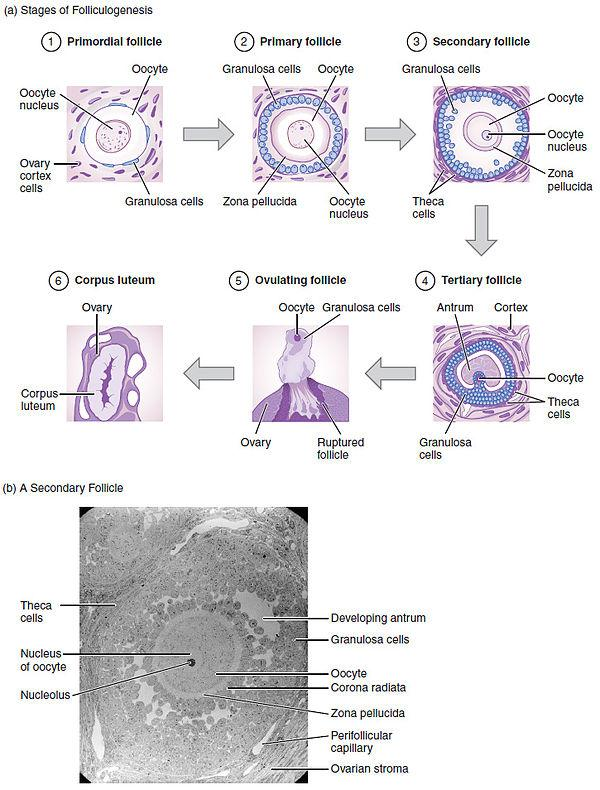 (a) Stages of Folliculogenesis
1 Primordial follicle
Oocyte
Oocyte
nucleus
Ovary
cortex
cells
Granulosa cells
2 Primary follicle
Granulosa cells
Oocyte
Zona pellucida
Oocyte
nucleus
3 Secondary follicle
Granulosa cells
Oocyte
Oocyte
nucleus
Zona
pellucida
Theca
cells
6 Corpus luteum
Ovary
Corpus
luteum
5 Ovulating follicle
Oocyte
Granulosa cells
Ovary
Ruptured
follicle
4 Tertiary follicle
Antrum
Cortex
Oocyte
Theca
cells
Granulosa
cells
(b) A Secondary Follicle
Theca
cells
Nucleus
of oocyte
Nucleolus
Developing antrum
Granulosa cells
Oocyte
Corona radiata
Zona pellucida
Perifollicular
capillary
Ovarian stroma